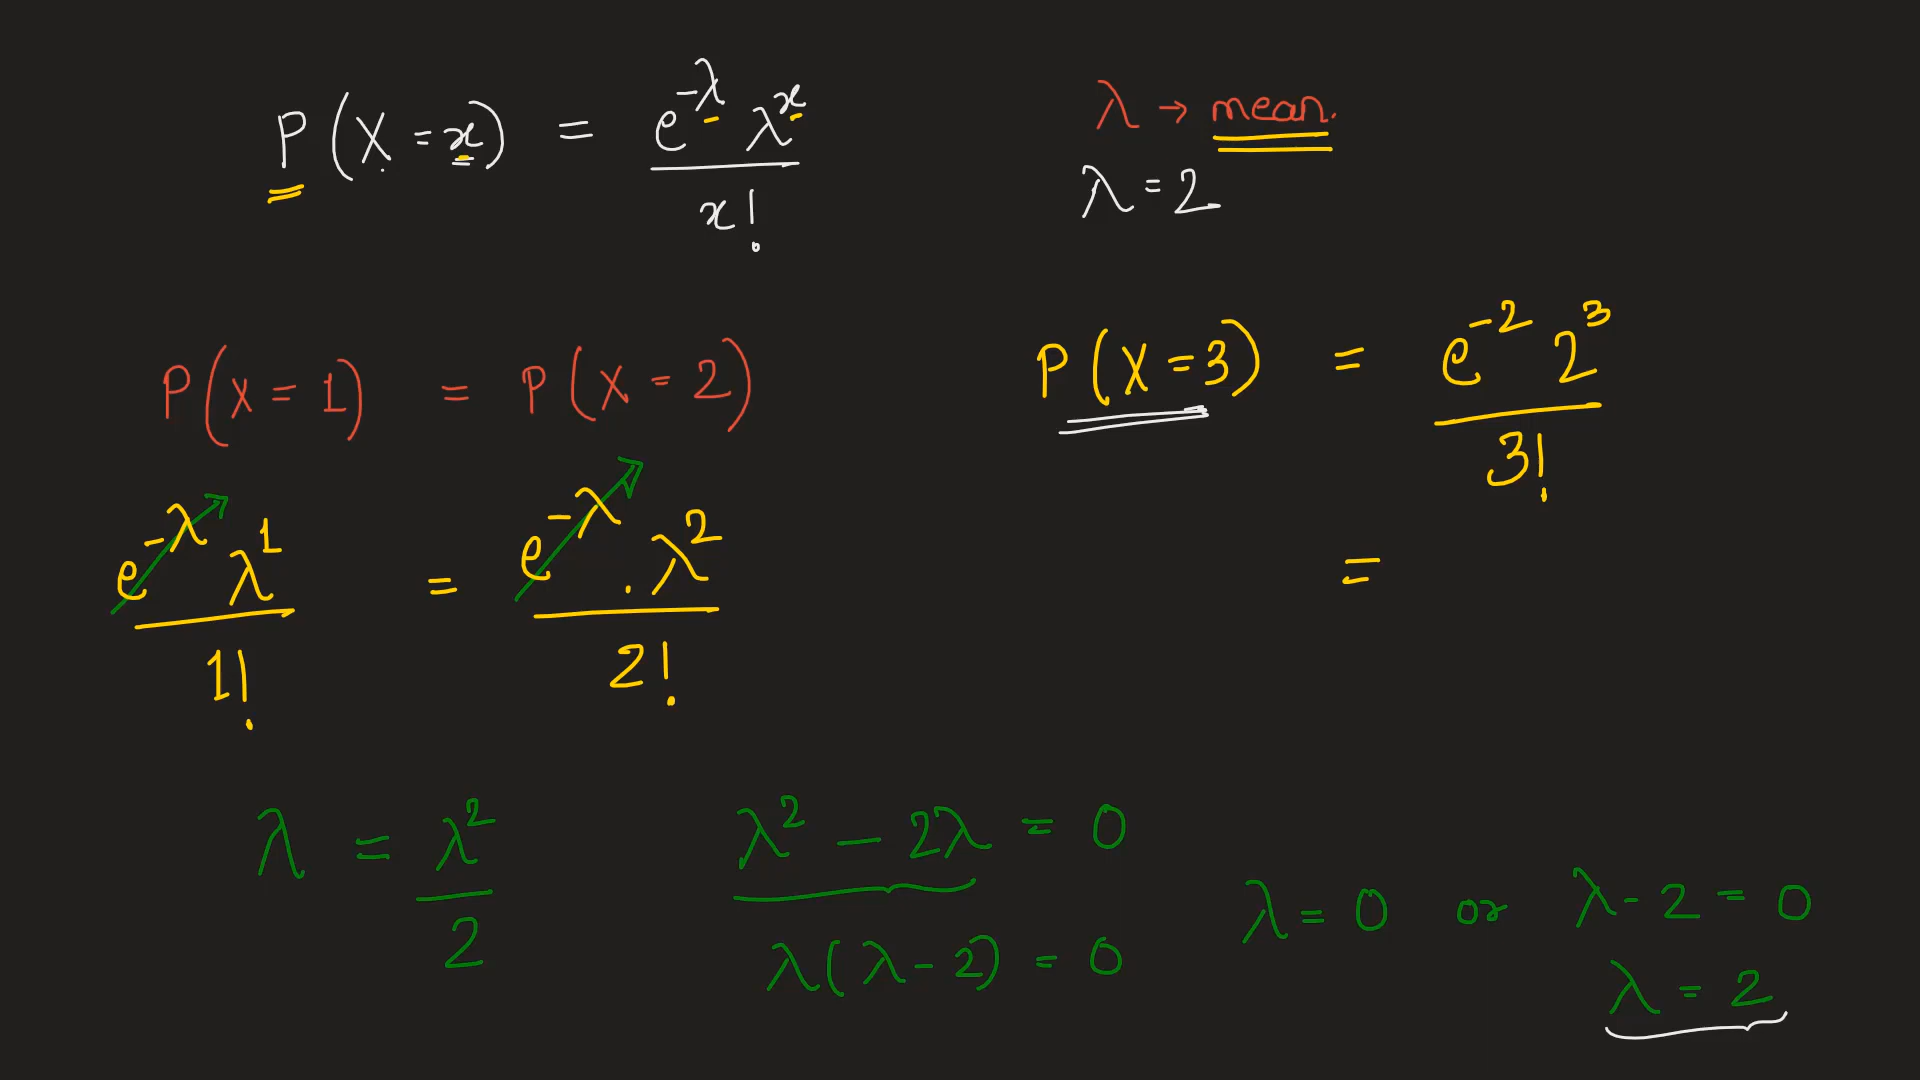 P(X = x) = e^{-λ} λ^x / x!
λ → mean.
λ = 2
P(X = 1) = P(X = 2)
P(X = 3) = e^{-2} 2^3 / 3!
=
e^{-λ} λ^1 / 1! = e^{-λ} . λ^2 / 2!
λ = λ^2 / 2
λ^2 - 2λ = 0
λ(λ - 2) = 0
λ = 0 or λ - 2 = 0
λ = 2